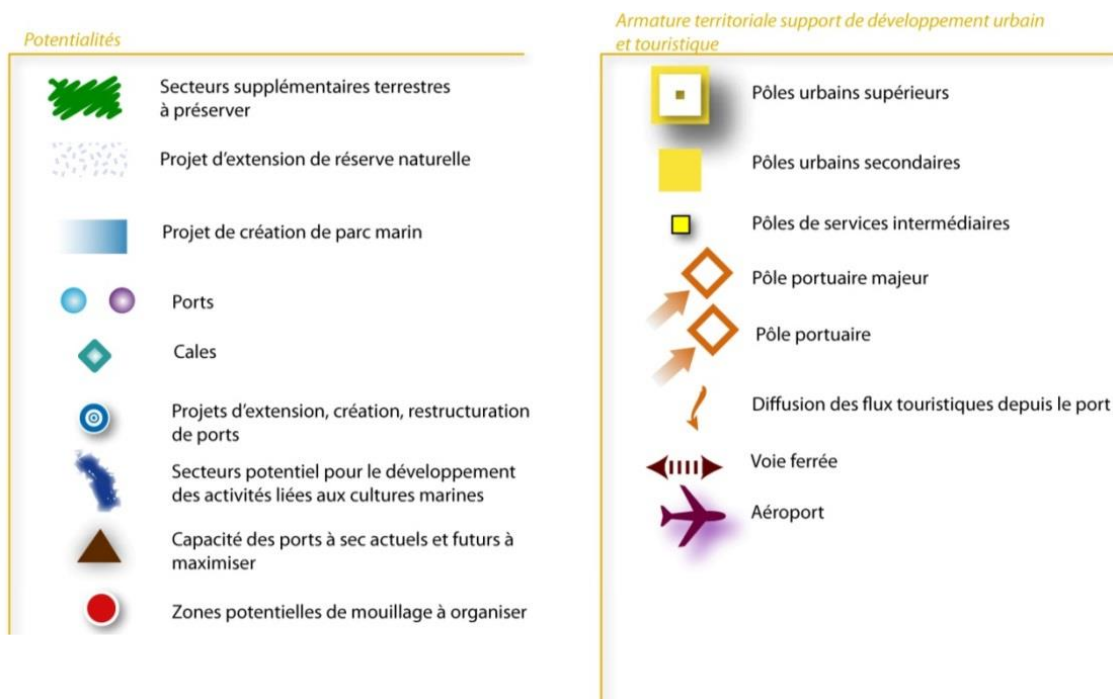 Potentialités
Secteurs supplémentaires terrestres
à préserver
Projet d'extension de réserve naturelle
Projet de création de parc marin
Ports
Cales
Projets d'extension, création, restructuration
de ports
Secteurs potentiel pour le développement
des activités liées aux cultures marines
Capacité des ports à sec actuels et futurs à
maximiser
Zones potentielles de mouillage à organiser
Armature territoriale support de développement urbain
et touristique
Pôles urbains supérieurs
Pôles urbains secondaires
Pôles de services intermédiaires
Pôle portuaire majeur
Pôle portuaire
Diffusion des flux touristiques depuis le port
Voie ferrée
Aéroport